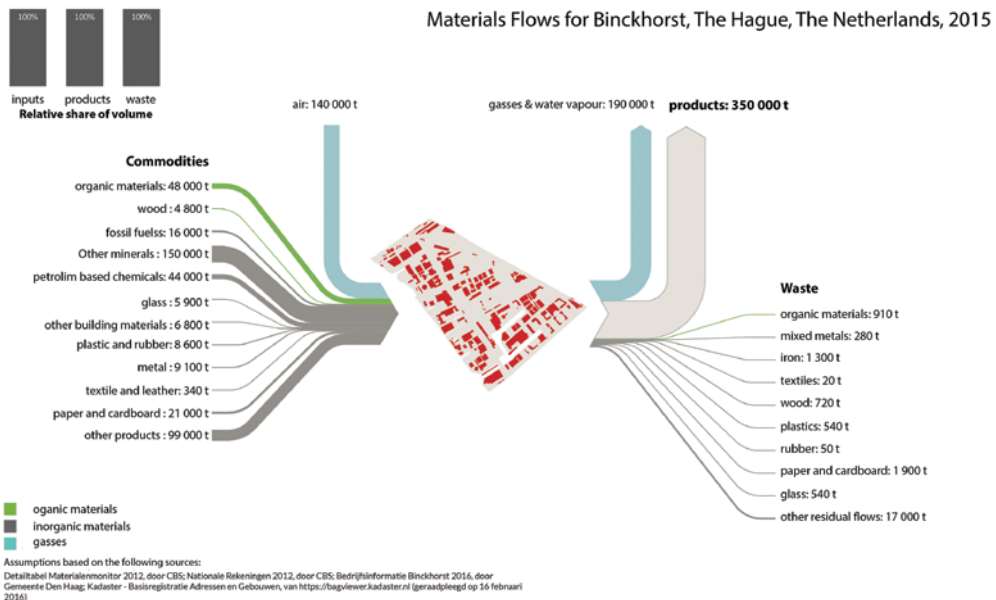 Materials Flows for Binckhorst, The Hague, The Netherlands, 2015
100% 100% 100%
inputs products waste
Relative share of volume
air: 140 000 t
gasses & water vapour: 190 000 t
products: 350 000 t
Commodities
organic materials: 48 000 t
wood : 4 800 t
fossil fuelss: 16 000 t
Other minerals : 150 000 t
petrolim based chemicals: 44 000 t
glass : 5 900 t
other building materials : 6 800 t
plastic and rubber: 8 600 t
metal : 9 100 t
textile and leather: 340 t
paper and cardboard : 21 000 t
other products : 99 000 t
Waste
organic materials: 910 t
mixed metals: 280 t
iron: 1 300 t
textiles: 20 t
wood: 720 t
plastics: 540 t
rubber: 50 t
paper and cardboard: 1 900 t
glass: 540 t
other residual flows: 17 000 t
oganic materials
inorganic materials
gasses
Assumptions based on the following sources:
Detailtabel Materialenmonitor 2012, door CBS; Nationale Rekeningen 2012, door CBS; Bedrijfsinformatie Binckhorst 2016, door
Gemeente Den Haag; Kadaster - Basisregistratie Adressen en Gebouwen, van https://bagviewer.kadaster.nl (geraadpleegd op 16 februari
2016)